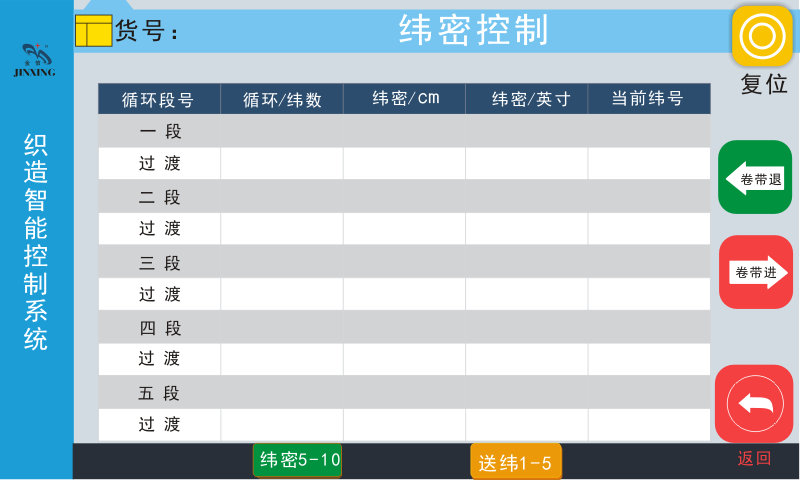 货号：
纬密控制
复位
JINXING
织造智能控制系统
循环段号 循环/纬数 纬密/cm 纬密/英寸 当前纬号
一 段
过 渡
二 段
过 渡
三 段
过 渡
四 段
过 渡
五 段
过 渡
卷带退
卷带进
返回
纬密5-10
送纬1-5